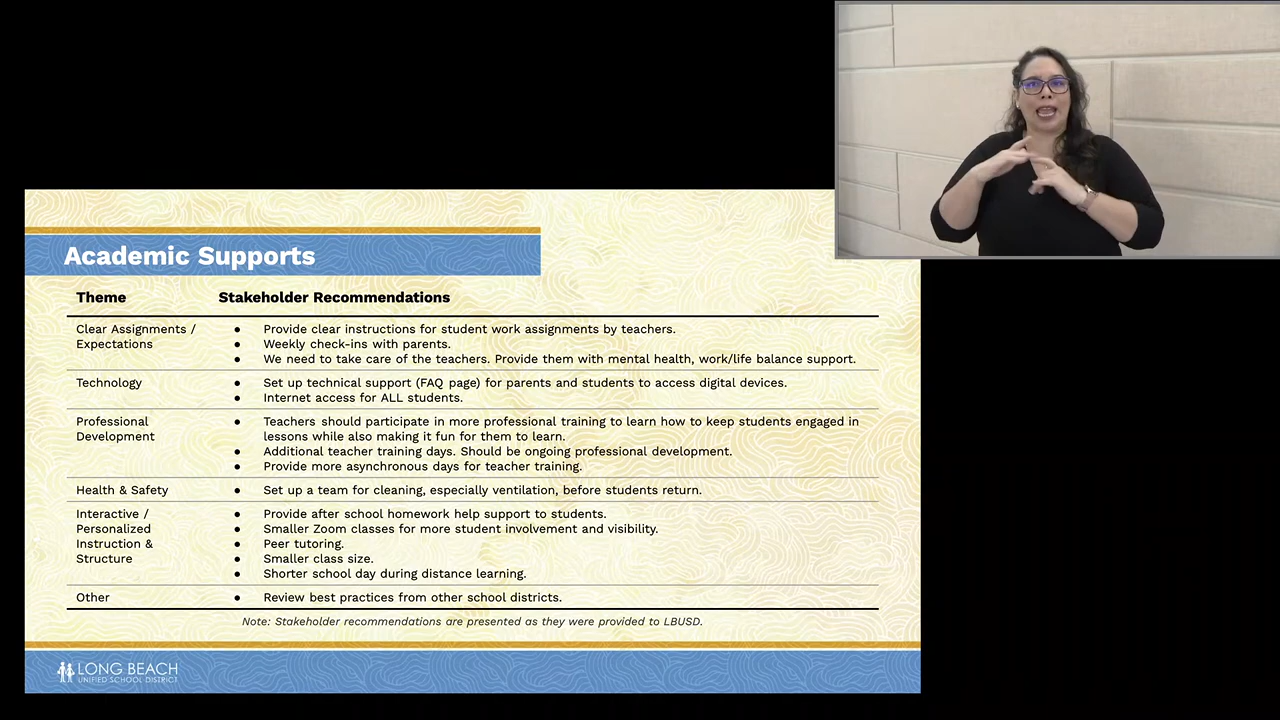 Academic Supports
Theme
Stakeholder Recommendations
Clear Assignments /
Expectations
● Provide clear instructions for student work assignments by teachers.
● Weekly check-ins with parents.
● We need to take care of the teachers. Provide them with mental health, work/life balance support.
Technology
● Set up technical support (FAQ page) for parents and students to access digital devices.
● Internet access for ALL students.
Professional
Development
● Teachers should participate in more professional training to learn how to keep students engaged in
lessons while also making it fun for them to learn.
● Additional teacher training days. Should be ongoing professional development.
● Provide more asynchronous days for teacher training.
Health & Safety
● Set up a team for cleaning, especially ventilation, before students return.
Interactive /
Personalized
Instruction &
Structure
● Provide after school homework help support to students.
● Smaller Zoom classes for more student involvement and visibility.
● Peer tutoring.
● Smaller class size.
● Shorter school day during distance learning.
Other
● Review best practices from other school districts.
Note: Stakeholder recommendations are presented as they were provided to LBUSD.
LONG BEACH
UNIFIED SCHOOL DISTRICT